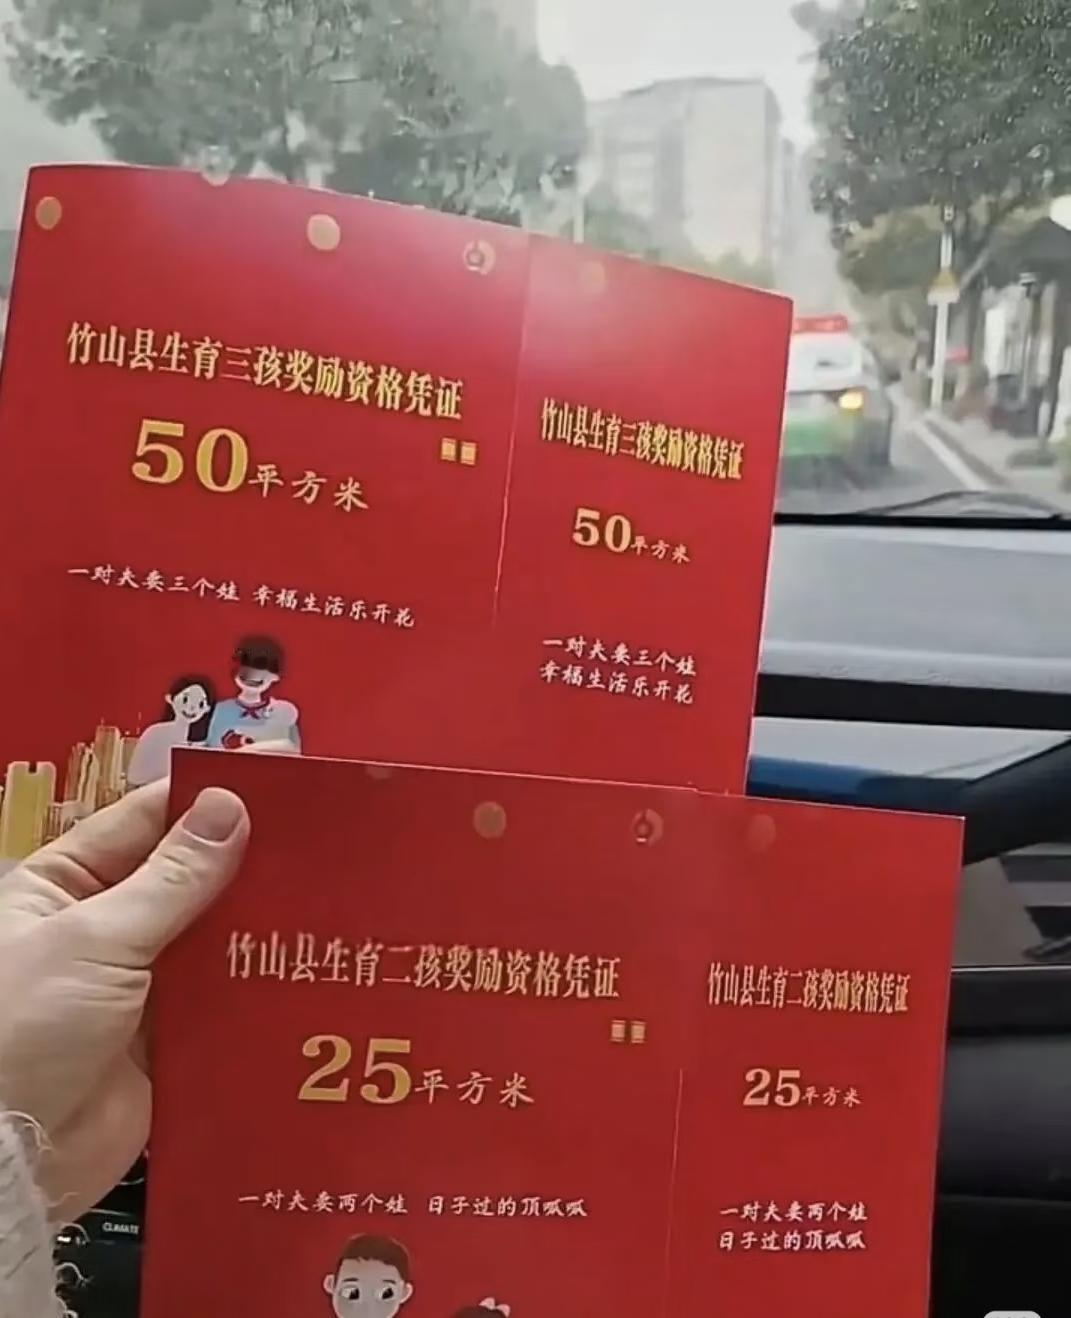 竹山县生育三孩奖励资格凭证
50平方米
一对夫妻三个娃 幸福生活乐开花
竹山县生育三孩奖励资格凭证
50平方米
一对夫妻三个娃
幸福生活乐开花
竹山县生育二孩奖励资格凭证
25平方米
一对夫妻两个娃 日子过的顶呱呱
竹山县生育二孩奖励资格凭证
25平方米
一对夫妻两个娃
日子过的顶呱呱
CLIMATE